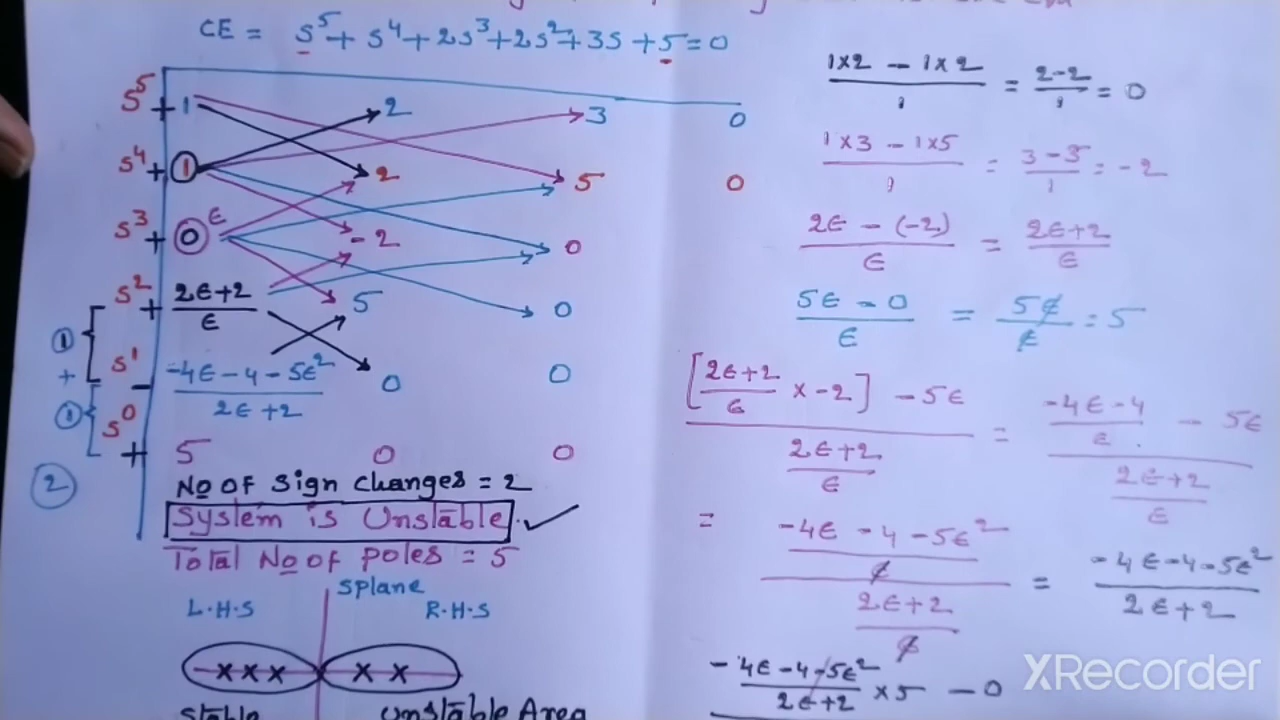 CE = s⁵ + s⁴ + 2s³ + 2s² + 3s + 5 = 0
s⁵ + 1 2 3 0
s⁴ + 1 2 5 0
s³ + 0 ϵ -2 0
s² + (2ϵ+2)/ϵ 5 0
① + ①
s¹ - (-4ϵ-4-5ϵ²)/(2ϵ+2) 0 0
s⁰ + 5 0 0
②
No of Sign Changes = 2
System is Unstable. ✓
Total No of poles = 5
splane
L.H.S R.H.S
x x x x x
stable Unstable Area
(1×2 - 1×2)/1 = (2-2)/1 = 0
(1×3 - 1×5)/1 = (3-5)/1 = -2
(2ϵ - (-2))/ϵ = (2ϵ+2)/ϵ
(5ϵ - 0)/ϵ = 5ϵ/ϵ = 5
([(2ϵ+2)/ϵ × -2] - 5ϵ)/((2ϵ+2)/ϵ) = ((-4ϵ-4)/ϵ - 5ϵ)/((2ϵ+2)/ϵ)
= ((-4ϵ-4-5ϵ²)/ϵ)/((2ϵ+2)/ϵ) = (-4ϵ-4-5ϵ²)/(2ϵ+2)
(-4ϵ-4-5ϵ²)/(2ϵ+2) × 5 - 0
XRecorder